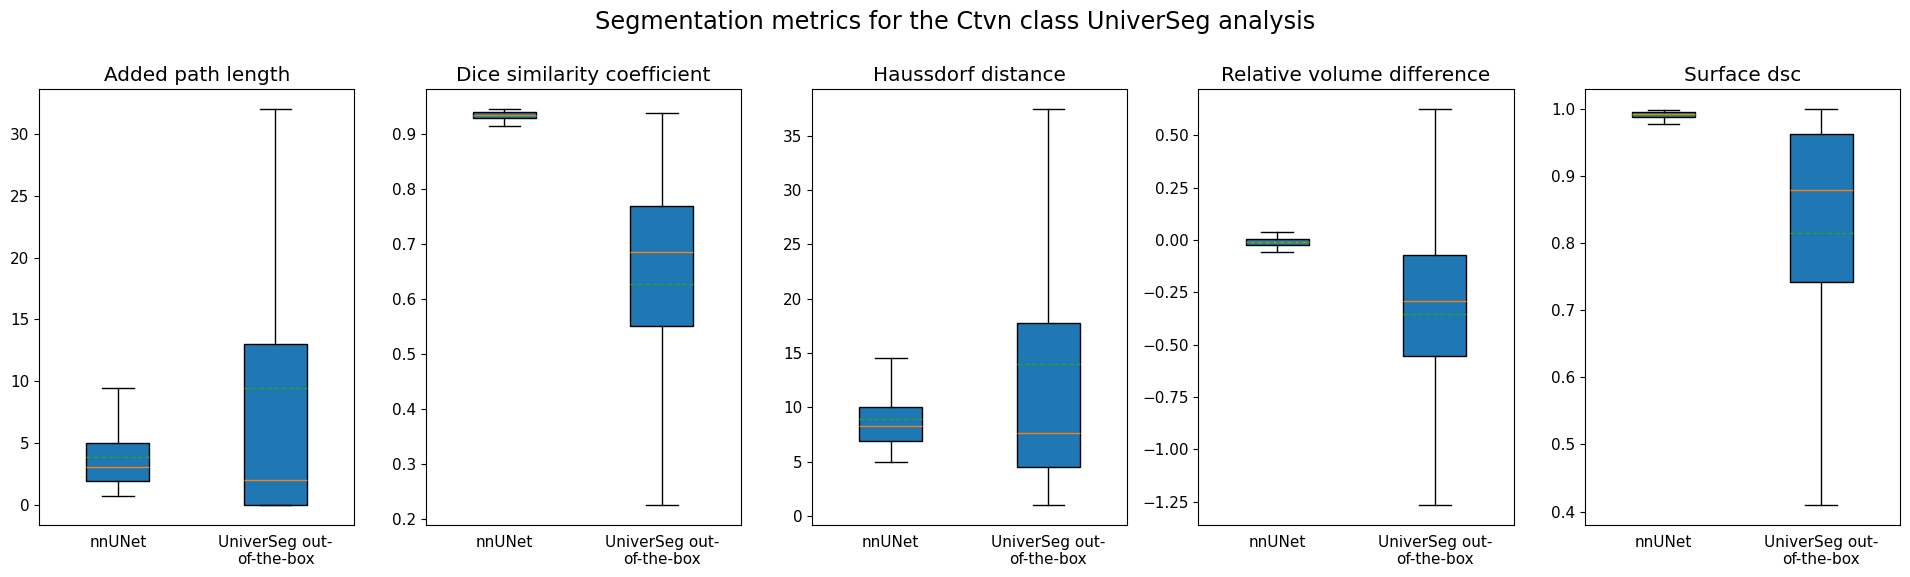 Segmentation metrics for the Ctvn class UniverSeg analysis
Added path length
30
25
20
15
10
5
0
nnUNet
UniverSeg out-
of-the-box
Dice similarity coefficient
0.9
0.8
0.7
0.6
0.5
0.4
0.3
0.2
nnUNet
UniverSeg out-
of-the-box
Haussdorf distance
35
30
25
20
15
10
5
0
nnUNet
UniverSeg out-
of-the-box
Relative volume difference
0.50
0.25
0.00
−0.25
−0.50
−0.75
−1.00
−1.25
nnUNet
UniverSeg out-
of-the-box
Surface dsc
1.0
0.9
0.8
0.7
0.6
0.5
0.4
nnUNet
UniverSeg out-
of-the-box